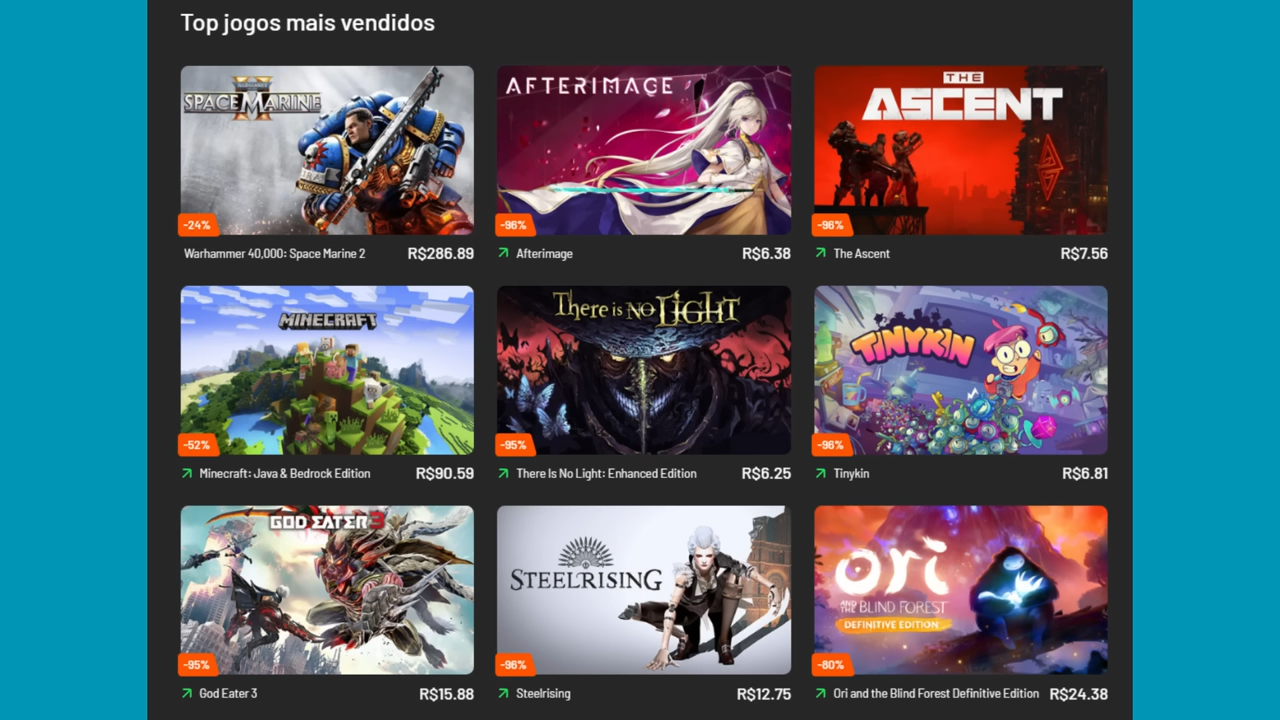 Top jogos mais vendidos
SPACE MARINE
II
AFTERIMAGE
THE
ASCENT
-24%
-96%
-96%
Warhammer 40,000: Space Marine 2 R$286.89
Afterimage R$6.38
The Ascent R$7.56
MINECRAFT
There is NO LIGHT
TINYKIN
-52%
-95%
-96%
Minecraft: Java & Bedrock Edition R$90.59
There Is No Light: Enhanced Edition R$6.25
Tinykin R$6.81
GOD EATER 3
STEELRISING
ori
AND THE BLIND FOREST
DEFINITIVE EDITION
-95%
-96%
-80%
God Eater 3 R$15.88
Steelrising R$12.75
Ori and the Blind Forest Definitive Edition R$24.38